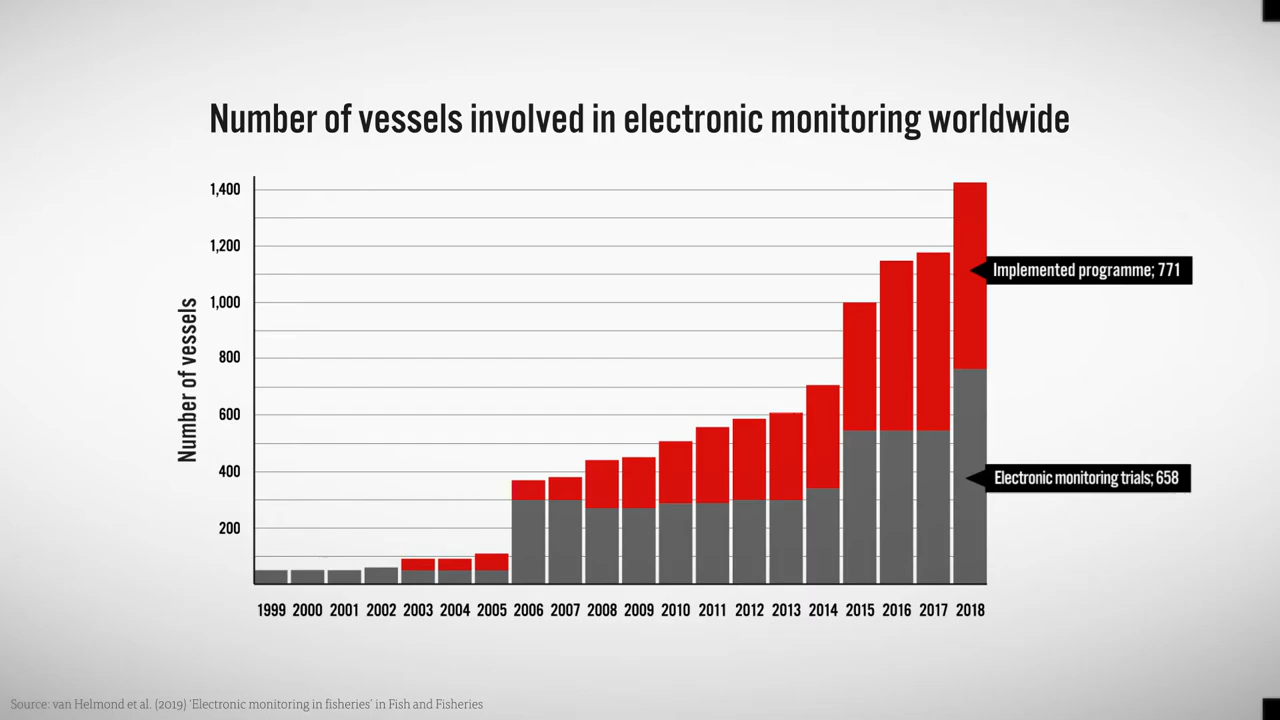 Number of vessels involved in electronic monitoring worldwide
Number of vessels
1,400
1,200
1,000
800
600
400
200
Implemented programme; 771
Electronic monitoring trials; 658
1999 2000 2001 2002 2003 2004 2005 2006 2007 2008 2009 2010 2011 2012 2013 2014 2015 2016 2017 2018
Source: van Helmond et al. (2019) 'Electronic monitoring in fisheries' in Fish and Fisheries